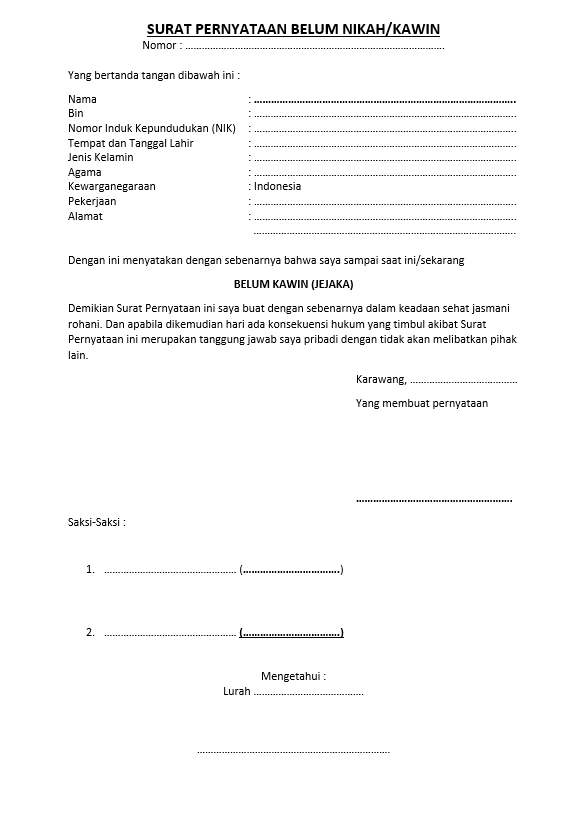 SURAT PERNYATAAN BELUM NIKAH/KAWIN
Nomor : ........................................................................................
Yang bertanda tangan dibawah ini :
Nama : ........................................................................................
Bin : ........................................................................................
Nomor Induk Kependudukan (NIK) : ........................................................................................
Tempat dan Tanggal Lahir : ........................................................................................
Jenis Kelamin : ........................................................................................
Agama : ........................................................................................
Kewarganegaraan : Indonesia
Pekerjaan : ........................................................................................
Alamat : ........................................................................................
........................................................................................
Dengan ini menyatakan dengan sebenarnya bahwa saya sampai saat ini/sekarang
BELUM KAWIN (JEJAKA)
Demikian Surat Pernyataan ini saya buat dengan sebenarnya dalam keadaan sehat jasmani
rohani. Dan apabila dikemudian hari ada konsekuensi hukum yang timbul akibat Surat
Pernyataan ini merupakan tanggung jawab saya pribadi dengan tidak akan melibatkan pihak
lain.
Karawang, .....................................
Yang membuat pernyataan
.....................................................
Saksi-Saksi :
1. ............................................. (.................................)
2. ............................................. (.................................)
Mengetahui :
Lurah .....................................
.................................................................